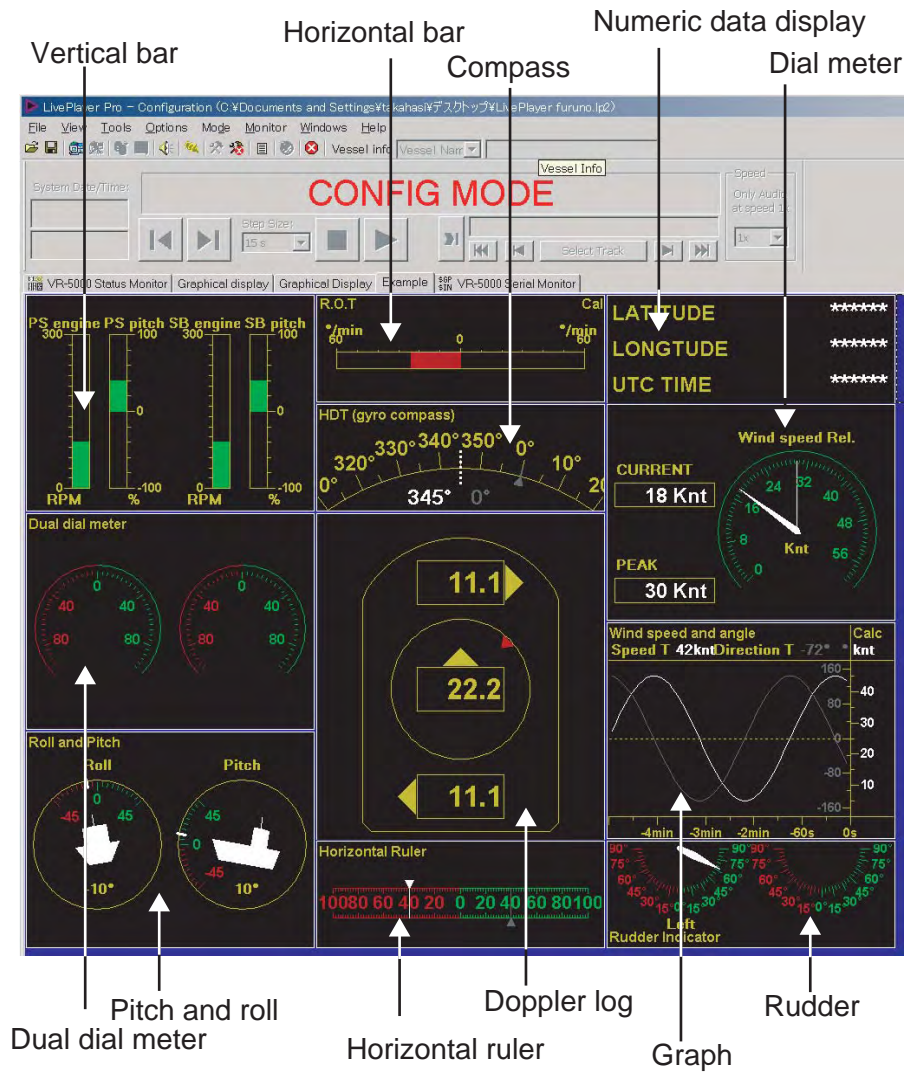 Numeric data display
Horizontal bar
Vertical bar
Compass
Dial meter
LivePlayer Pro - Configuration (C:¥Documents and Settings¥takahasi¥デスクトップ¥LivePlayer furuno.lp2)
File View Tools Options Mode Monitor Windows Help
Vessel info Vessel Nam
Vessel Info
System Date/Time:
CONFIG MODE
Speed
Only Audio
at speed 1x
Step Size:
15 s
Select Track
1x
VR-5000 Status Monitor Graphical display Graphical Display Example $GP SIN VR-5000 Serial Monitor
PS engine PS pitch SB engine SB pitch
300 100 300 100
0 0
0 -100 0 -100
RPM % RPM %
R.O.T Cal
°/min °/min
60 0 60
LATITUDE ******
LONGTUDE ******
UTC TIME ******
HDT (gyro compass)
0° 320° 330° 340° 350° 0° 10° 20
345° 0°
Wind speed Rel.
CURRENT
18 Knt
PEAK
30 Knt
0 8 16 24 32 40 48 56
Knt
Dual dial meter
80 40 0 40 80
80 40 0 40 80
11.1
22.2
11.1
Wind speed and angle Calc
Speed T 42knt Direction T -72° ° knt
160
80
0
-80
-160
40
30
20
10
-4min -3min -2min -60s 0s
Roll and Pitch
Roll Pitch
-45 0 45
45 0 -45
-10° 10°
Horizontal Ruler
100 80 60 40 20 0 20 40 60 80 100
90° 75° 60° 45° 30 15° 0° 15° 30° 45° 60° 75° 90°
90° 75° 60° 45° 30 15° 0° 15° 30° 45° 60° 75° 90°
Left
Rudder Indicator
Pitch and roll
Doppler log
Rudder
Dual dial meter
Horizontal ruler
Graph